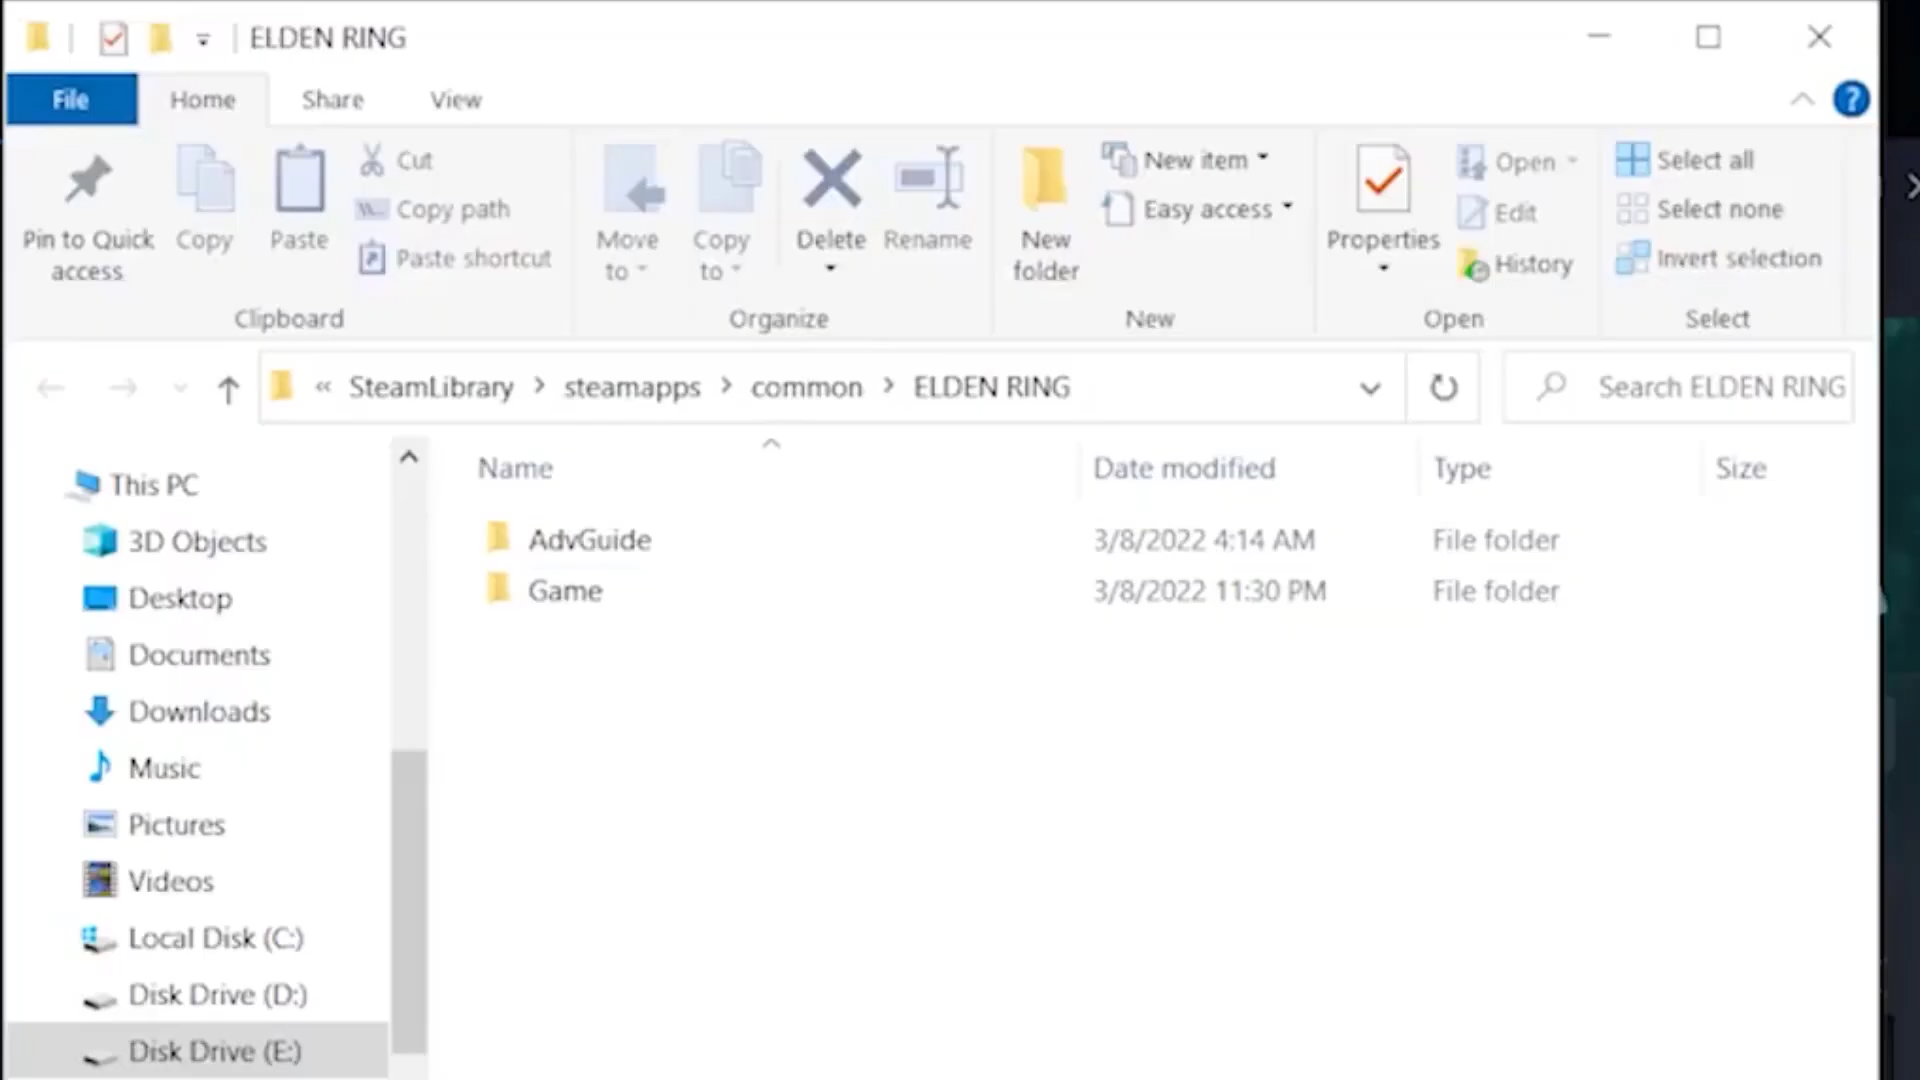 ELDEN RING
File Home Share View
Pin to Quick access
Copy
Paste
Cut
Copy path
Paste shortcut
Clipboard
Move to
Copy to
Delete
Rename
Organize
New folder
New item
Easy access
New
Properties
Open
Edit
History
Open
Select all
Select none
Invert selection
Select
« SteamLibrary > steamapps > common > ELDEN RING
Search ELDEN RING
This PC
3D Objects
Desktop
Documents
Downloads
Music
Pictures
Videos
Local Disk (C:)
Disk Drive (D:)
Disk Drive (E:)
Name Date modified Type Size
AdvGuide 3/8/2022 4:14 AM File folder
Game 3/8/2022 11:30 PM File folder